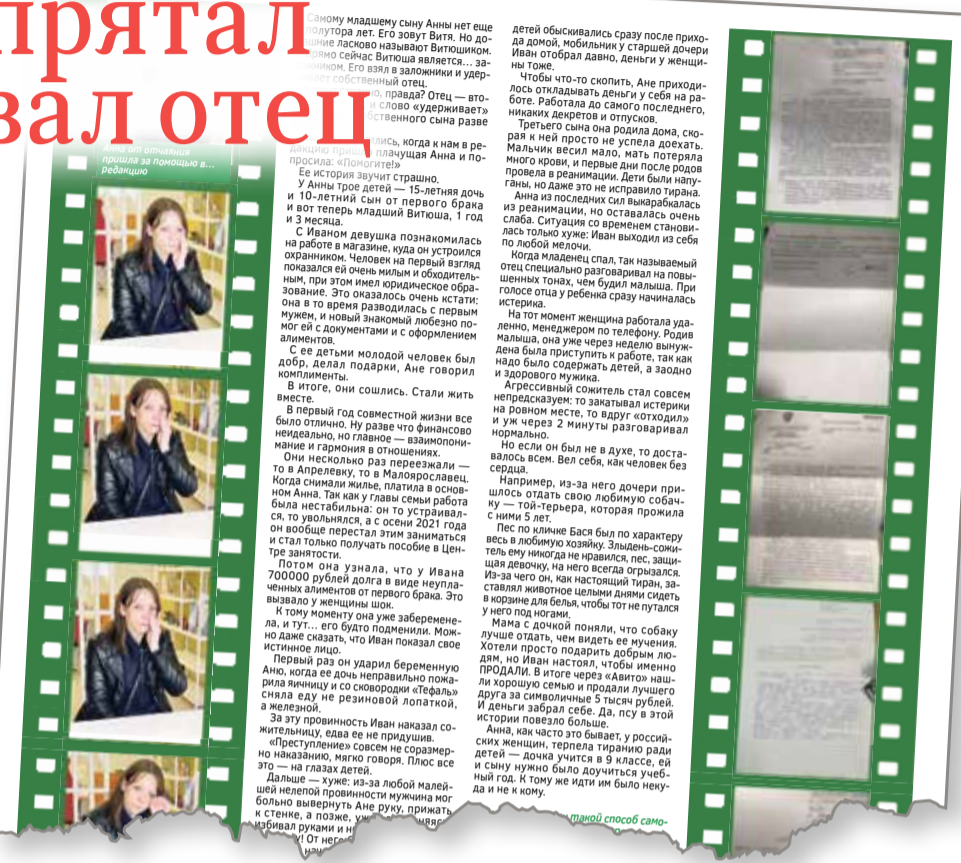 прятал
вал отец
Анна от отчаяния
пришла за помощью в...
редакцию
Самому младшему сыну Анны нет еще
полутора лет. Его зовут Витя. Но до-
ласково называют Витюшиком.
прямо сейчас Витюша является... за-
Его взял в заложники и удер-
собственный отец.
правда? Отец — вто-
и слово «удерживает»
собственного сына разве
когда к нам в ре-
дакцию плачущая Анна и по-
просила: «Помогите!»
Ее история звучит страшно.
У Анны трое детей — 15-летняя дочь
и 10-летний сын от первого брака
и вот теперь младший Витюша, 1 год
и 3 месяца.
С Иваном девушка познакомилась
на работе в магазине, куда он устроился
охранником. Человек на первый взгляд
показался ей очень милым и обходитель-
ным, при этом имел юридическое обра-
зование. Это оказалось очень кстати:
она в то время разводилась с первым
мужем, и новый знакомый любезно по-
мог ей с документами и с оформлением
алиментов.
С ее детьми молодой человек был
добр, делал подарки, Ане говорил
комплименты.
В итоге, они сошлись. Стали жить
вместе.
В первый год совместной жизни все
было отлично. Ну разве что финансово
неидеально, но главное — взаимопони-
мание и гармония в отношениях.
Они несколько раз переезжали —
то в Апрелевку, то в Малоярославец.
Когда снимали жилье, платила в основ-
ном Анна. Так как у главы семьи работа
была нестабильна: он то устраивал-
ся, то увольнялся, а с осени 2021 года
он вообще перестал этим заниматься
и стал только получать пособие в Цен-
тре занятости.
Потом она узнала, что у Ивана
700000 рублей долга в виде неупла-
ченных алиментов от первого брака. Это
вызвало у женщины шок.
К тому моменту она уже забеременe-
ла, и тут... его будто подменили. Мож-
но даже сказать, что Иван показал свое
истинное лицо.
Первый раз он ударил беременную
Аню, когда ее дочь неправильно пожа-
рила яичницу и со сковородки «Тефаль»
сняла еду не резиновой лопаткой,
а железной.
За эту провинность Иван наказал со-
жительницу, едва ее не придушив.
«Преступление» совсем не соразмер-
но наказанию, мягко говоря. Плюс все
это — на глазах детей.
Дальше — хуже: из-за любой малей-
шей нелепой провинности мужчина мог
больно вывернуть Ане руку, прижать
к стенке, а позже,
избивал руками и
От него
детей обыскивались сразу после прихо-
да домой, мобильник у старшей дочери
Иван отобрал давно, деньги у женщи-
ны тоже.
Чтобы что-то скопить, Ане приходи-
лось откладывать деньги у себя на ра-
боте. Работала до самого последнего,
никаких декретов и отпусков.
Третьего сына она родила дома, ско-
рая к ней просто не успела доехать.
Мальчик весил мало, мать потеряла
много крови, и первые дни после родов
провела в реанимации. Дети были напу-
ганы, но даже это не исправило тирана.
Анна из последних сил выкарабкалась
из реанимации, но оставалась очень
слаба. Ситуация со временем станови-
лась только хуже: Иван выходил из себя
по любой мелочи.
Когда младенец спал, так называемый
отец специально разговаривал на повы-
шенных тонах, чем будил малыша. При
голосе отца у ребенка сразу начиналась
истерика.
На тот момент женщина работала уда-
ленно, менеджером по телефону. Родив
малыша, она уже через неделю вынуж-
дена была приступить к работе, так как
надо было содержать детей, а заодно
и здорового мужика.
Агрессивный сожитель стал совсем
непредсказуем: то закатывал истерики
на ровном месте, то вдруг «отходил»
и уж через 2 минуты разговаривал
нормально.
Но если он был не в духе, то доста-
валось всем. Вел себя, как человек без
сердца.
Например, из-за него дочери при-
шлось отдать свою любимую собач-
ку — той-терьера, которая прожила
с ними 5 лет.
Пес по кличке Бася был по характеру
весь в любимую хозяйку. Злыдень-сожи-
тель ему никогда не нравился, пес, защи-
щая девочку, на него всегда огрызался.
Из-за чего он, как настоящий тиран, за-
ставлял животное целыми днями сидеть
в корзине для белья, чтобы тот не путался
у него под ногами.
Мама с дочкой поняли, что собаку
лучше отдать, чем видеть ее мучения.
Хотели просто подарить добрым лю-
дям, но Иван настоял, чтобы именно
ПРОДАЛИ. В итоге через «Авито» наш-
ли хорошую семью и продали лучшего
друга за символичные 5 тысяч рублей.
И деньги забрал себе. Да, псу в этой
истории повезло больше.
Анна, как часто это бывает, у россий-
ских женщин, терпела тиранию ради
детей — дочка учится в 9 классе, ей
и сыну нужно было доучиться учеб-
ный год. К тому же идти им было неку-
да и не к кому.
такой способ само-